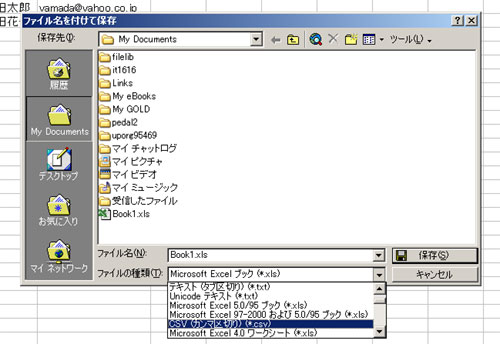 田太郎 yamada@yahoo.co.jp
田花
ファイル名を付けて保存
保存先(I):
My Documents
ツール(L)
履歴
My Documents
デスクトップ
お気に入り
マイ ネットワーク
filelib
it1616
Links
My eBooks
My GOLD
pedal2
uporg95469
マイ チャットログ
マイ ピクチャ
マイ ビデオ
マイ ミュージック
受信したファイル
Book1.xls
ファイル名(N):
Book1.xls
保存(S)
ファイルの種類(T):
Microsoft Excel ブック (*.xls)
キャンセル
テキスト (タブ区切り) (*.txt)
Unicode テキスト (*.txt)
Microsoft Excel 5.0/95 ブック (*.xls)
Microsoft Excel 97-2000 および 5.0/95 ブック (*.xls)
CSV (カンマ区切り) (*.csv)
Microsoft Excel 4.0 ワークシート (*.xls)